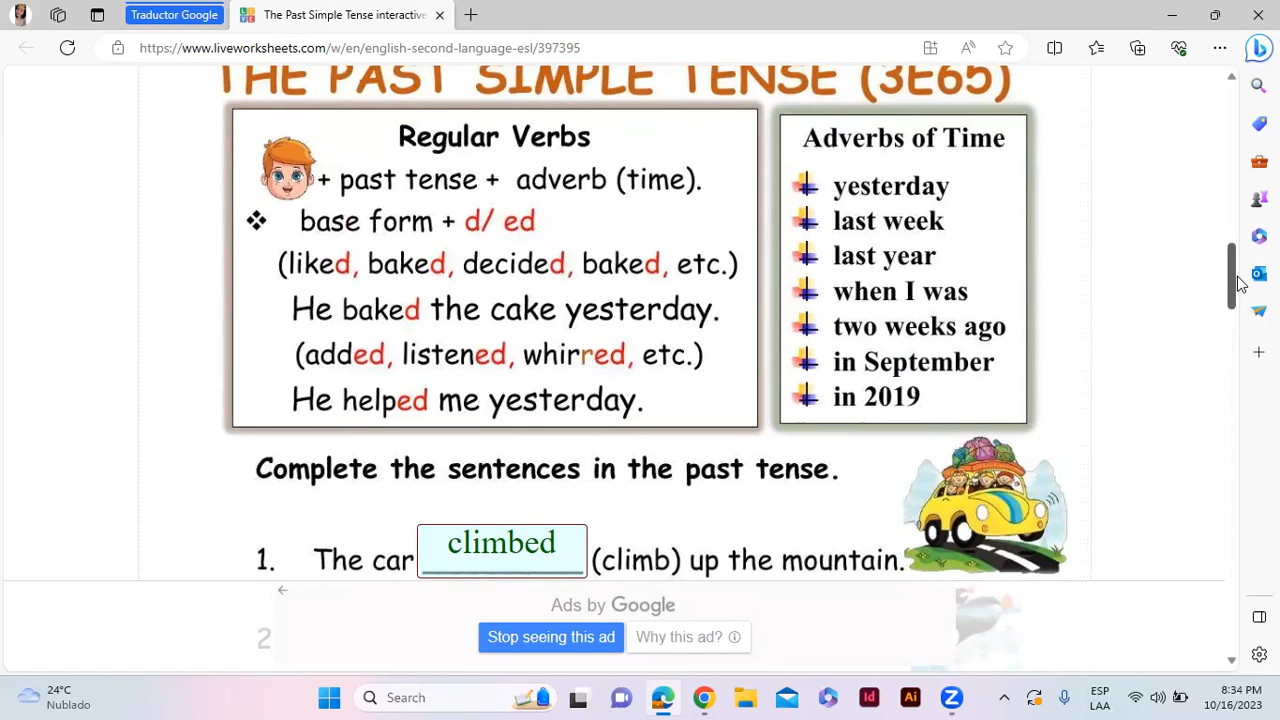 Traductor Google
The Past Simple Tense interactive
https://www.liveworksheets.com/w/en/english-second-language-esl/397395
THE PAST SIMPLE TENSE (3E65)
Regular Verbs
+ past tense + adverb (time).
❖ base form + d/ ed
(liked, baked, decided, baked, etc.)
He baked the cake yesterday.
(added, listened, whirred, etc.)
He helped me yesterday.
Adverbs of Time
yesterday
last week
last year
when I was
two weeks ago
in September
in 2019
Complete the sentences in the past tense.
1. The car climbed (climb) up the mountain.
Ads by Google
2
Stop seeing this ad
Why this ad?
24°C
Nublado
Search
Id
Ai
Z
ESP
LAA
8:34 PM
10/16/2023